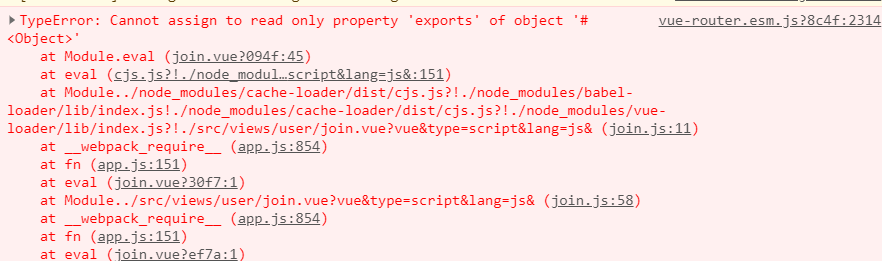 TypeError: Cannot assign to read only property 'exports' of object '# vue-router.esm.js?8c4f:2314
<Object>'
at Module.eval (join.vue?094f:45)
at eval (cjs.js?!./node_modul…script&lang=js&:151)
at Module../node_modules/cache-loader/dist/cjs.js?!./node_modules/babel-
loader/lib/index.js!./node_modules/cache-loader/dist/cjs.js?!./node_modules/vue-
loader/lib/index.js?!./src/views/user/join.vue?vue&type=script&lang=js& (join.js:11)
at __webpack_require__ (app.js:854)
at fn (app.js:151)
at eval (join.vue?30f7:1)
at Module../src/views/user/join.vue?vue&type=script&lang=js& (join.js:58)
at __webpack_require__ (app.js:854)
at fn (app.js:151)
at eval (join.vue?ef7a:1)